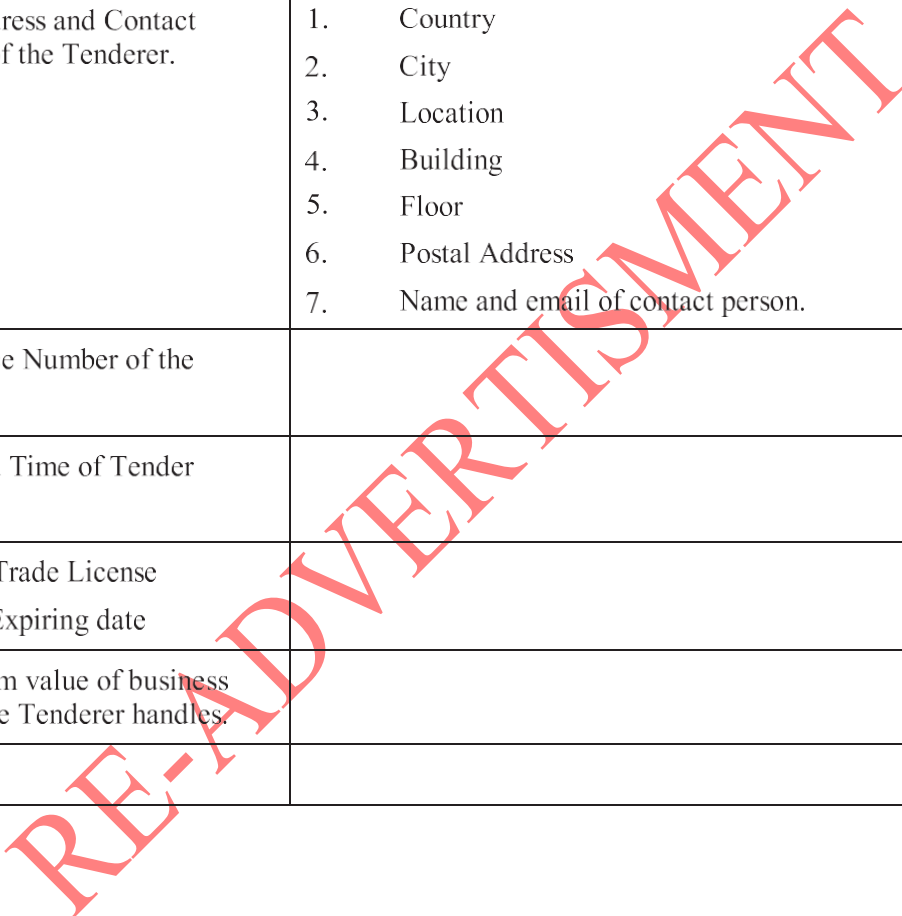 ress and Contact
f the Tenderer.
1. Country
2. City
3. Location
4. Building
5. Floor
6. Postal Address
7. Name and email of contact person.
e Number of the
Time of Tender
Trade License
Expiring date
m value of business
e Tenderer handles.
RE-ADVERTISMENT